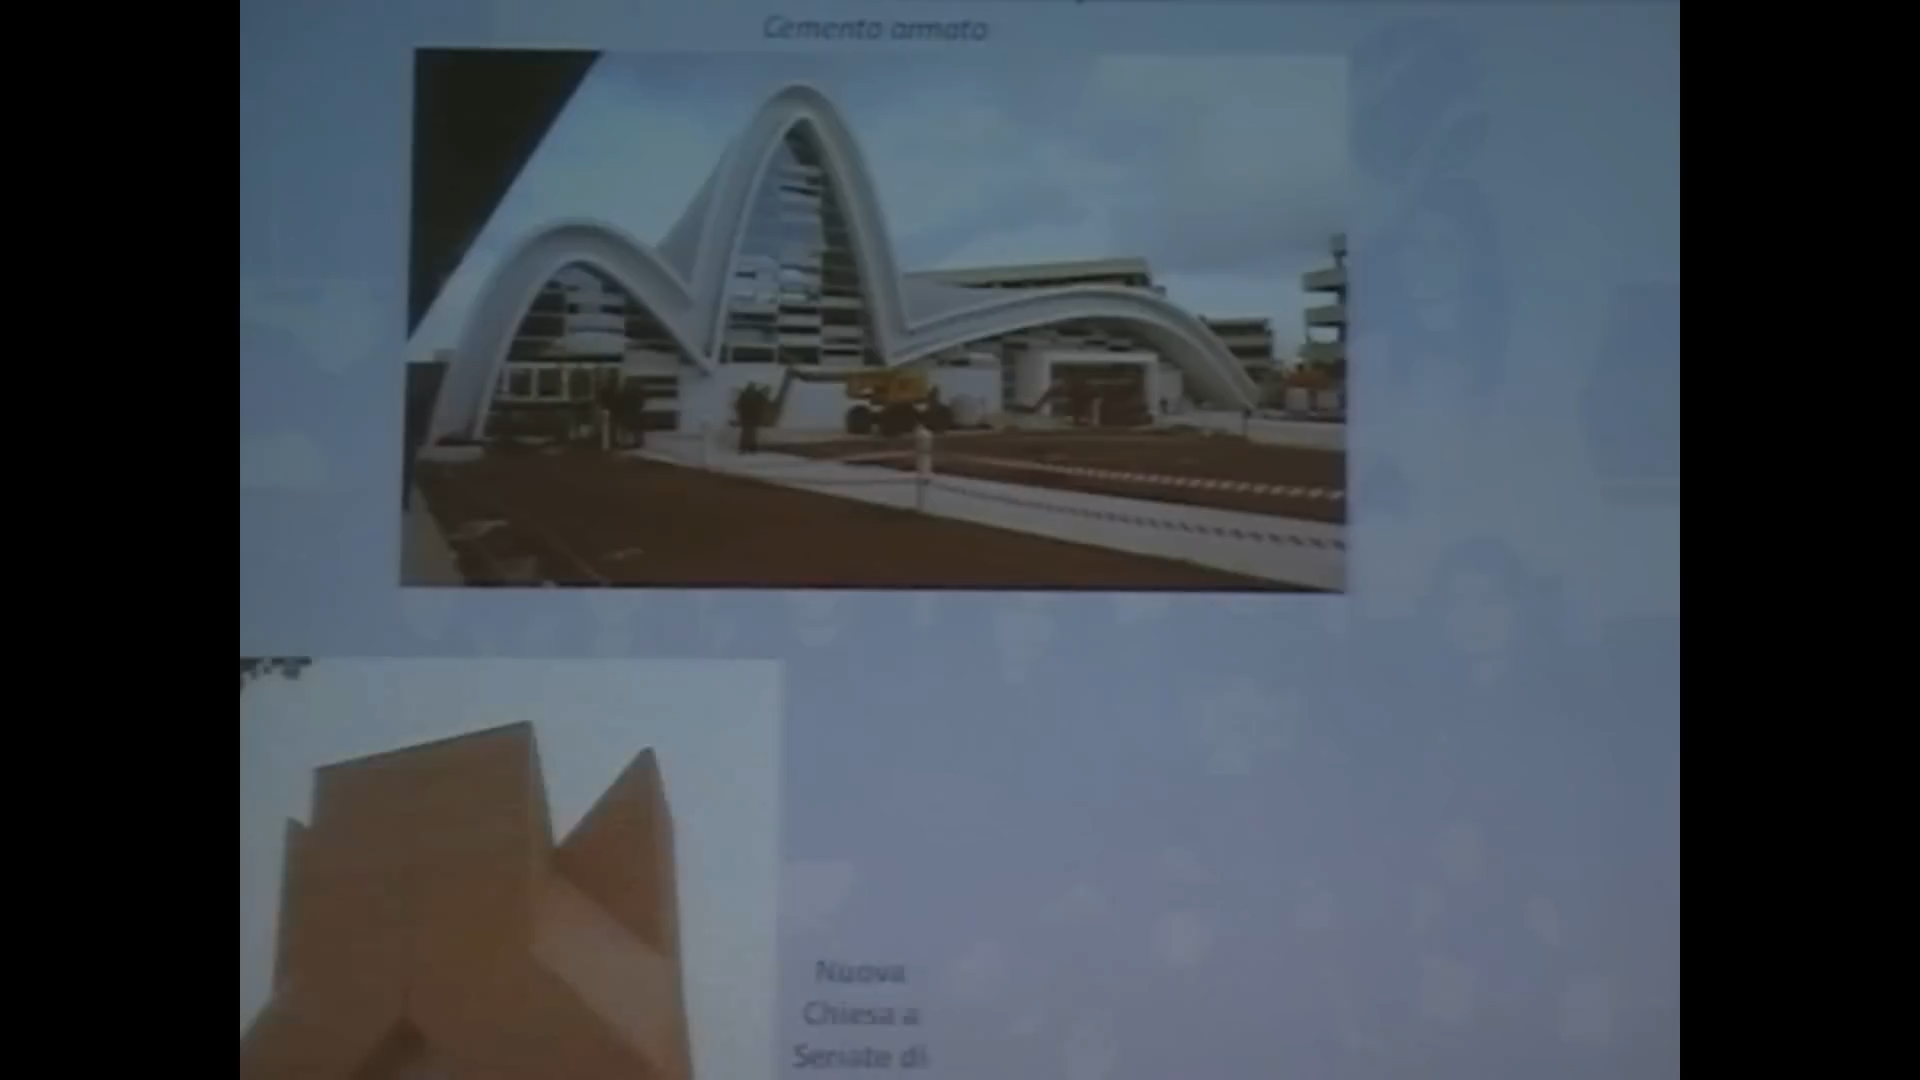 Cemento armato
Nuova
Chiesa a
Seriate di